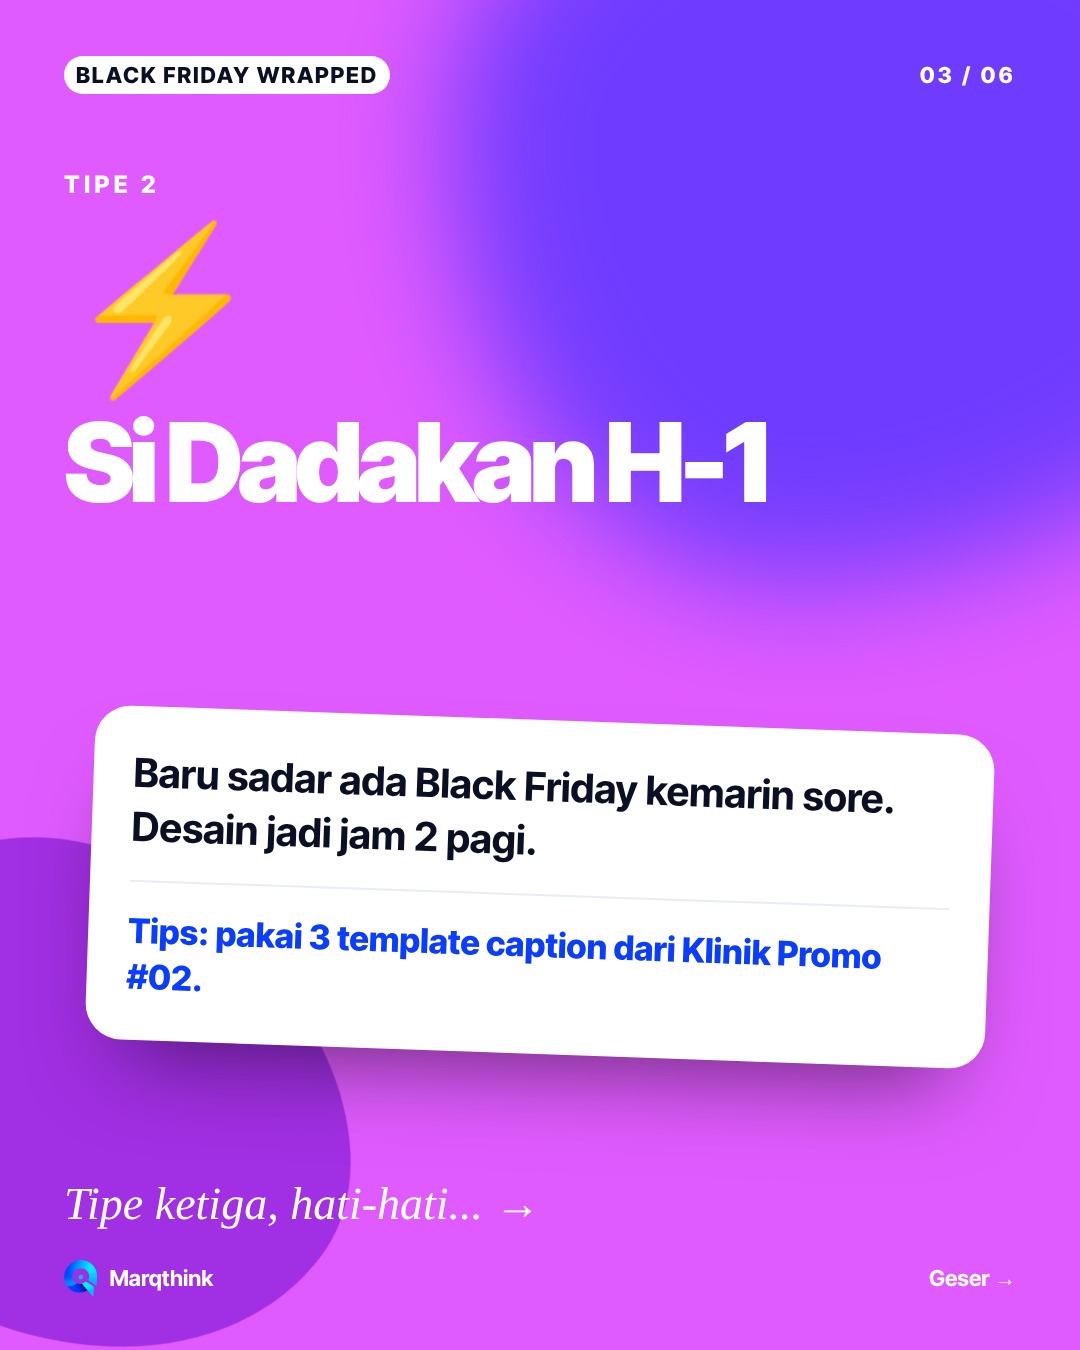 BLACK FRIDAY WRAPPED
03 / 06
TIPE 2
Si Dadakan H-1
Baru sadar ada Black Friday kemarin sore.
Desain jadi jam 2 pagi.
Tips: pakai 3 template caption dari Klinik Promo
#02.
Tipe ketiga, hati-hati... →
Marqthink
Geser →